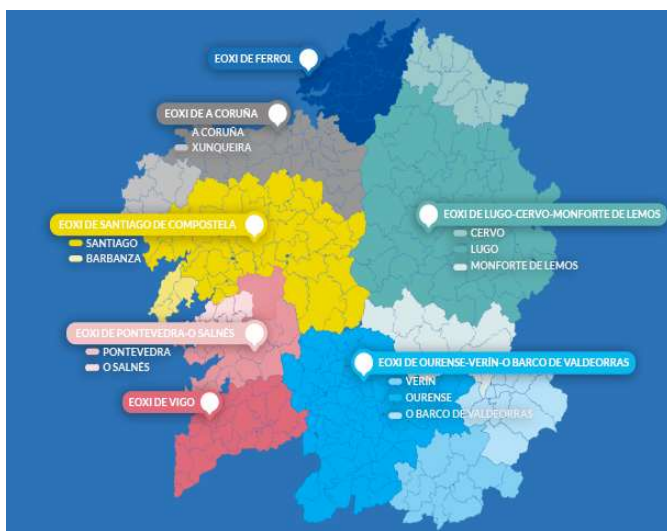 EOXI DE FERROL
EOXI DE A CORUÑA
A CORUÑA
XUNQUEIRA
EOXI DE SANTIAGO DE COMPOSTELA
SANTIAGO
BARBANZA
EOXI DE LUGO-CERVO-MONFORTE DE LEMOS
CERVO
LUGO
MONFORTE DE LEMOS
EOXI DE PONTEVEDRA-O SALNÉS
PONTEVEDRA
O SALNÉS
EOXI DE OURENSE-VERÍN-O BARCO DE VALDEORRAS
VERÍN
OURENSE
O BARCO DE VALDEORRAS
EOXI DE VIGO